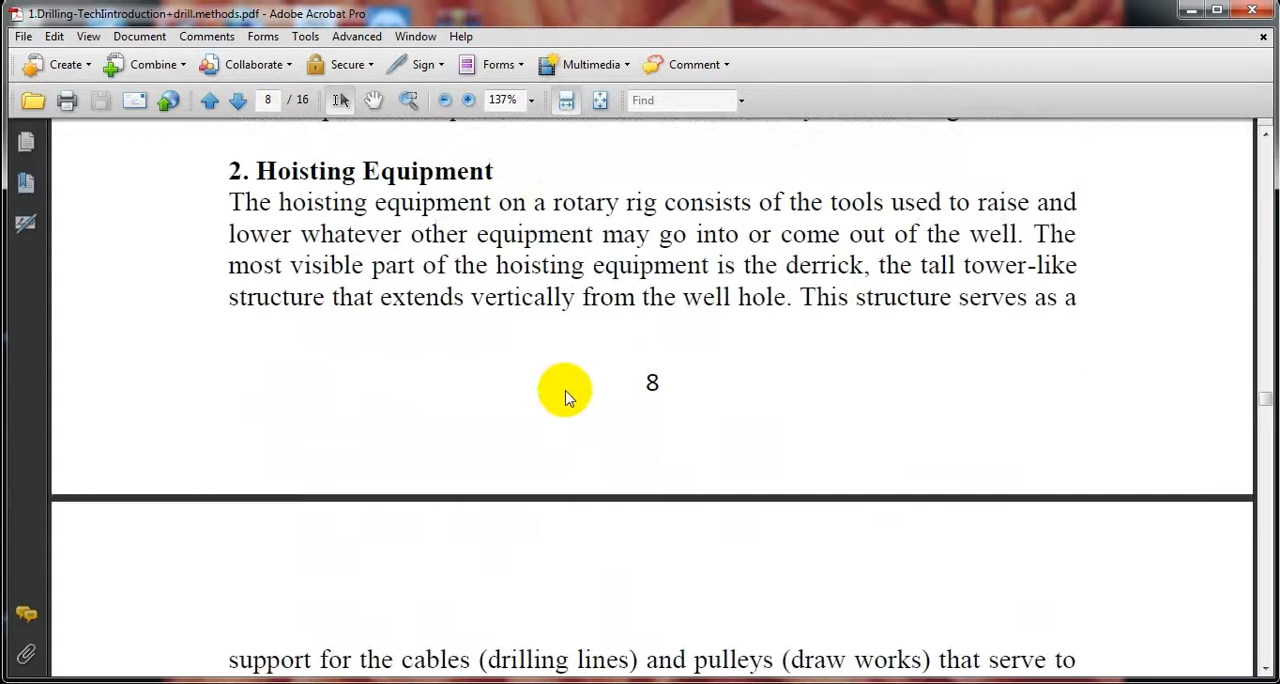 1.Drilling-TechIintroduction+drill.methods.pdf - Adobe Acrobat Pro
File Edit View Document Comments Forms Tools Advanced Window Help
Create Combine Collaborate Secure Sign Forms Multimedia Comment
8 / 16 137% Find
2. Hoisting Equipment
The hoisting equipment on a rotary rig consists of the tools used to raise and
lower whatever other equipment may go into or come out of the well. The
most visible part of the hoisting equipment is the derrick, the tall tower-like
structure that extends vertically from the well hole. This structure serves as a
8
support for the cables (drilling lines) and pulleys (draw works) that serve to